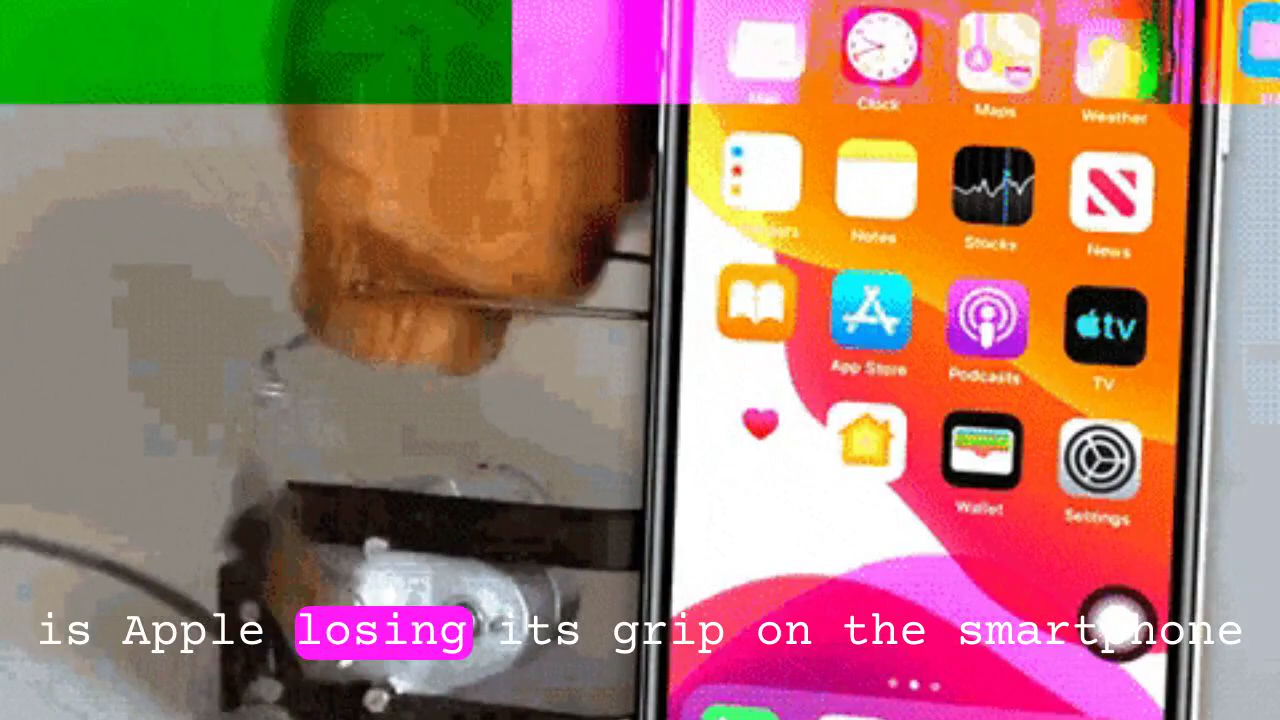 Clock
Maps
Weather
Notes
Stocks
News
App Store
Podcasts
tv
TV
Wallet
Settings
is Apple losing its grip on the smartphone